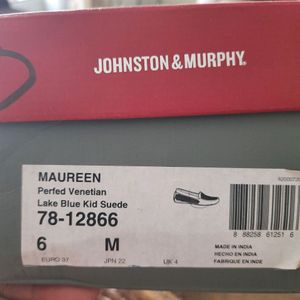 JOHNSTON & MURPHY.
MAUREEN
Perfed Venetian
Lake Blue Kid Suede
78-12866
6 M
EURO 37 JPN 22 UK 4
8 88258 61251 6
MADE IN INDIA
HECHO EN INDIA
FABRIQUE EN INDE